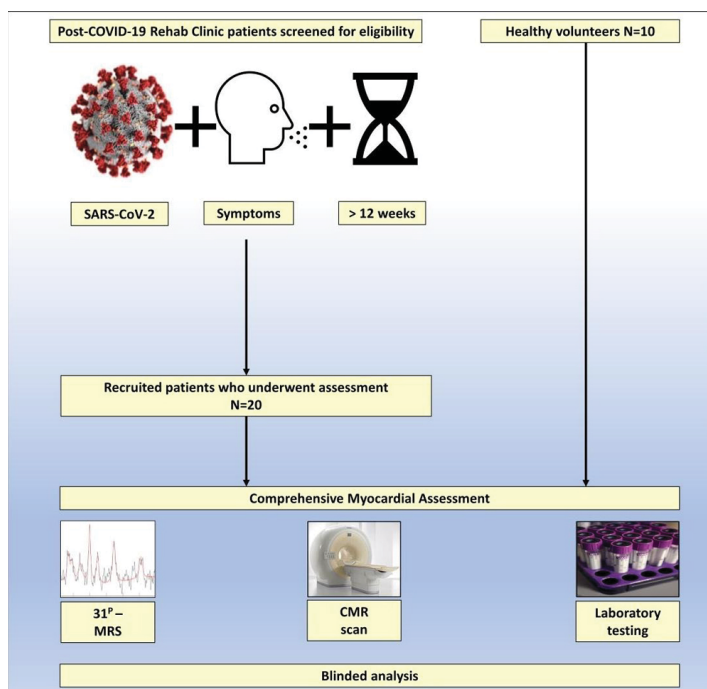 Post-COVID-19 Rehab Clinic patients screened for eligibility
Healthy volunteers N=10
SARS-CoV-2
Symptoms
> 12 weeks
Recruited patients who underwent assessment
N=20
Comprehensive Myocardial Assessment
31ᴾ –
MRS
CMR
scan
Laboratory
testing
Blinded analysis